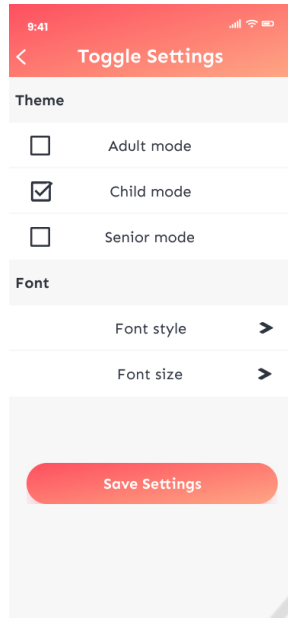 9:41
Toggle Settings
Theme
Adult mode
Child mode
Senior mode
Font
Font style
Font size
Save Settings